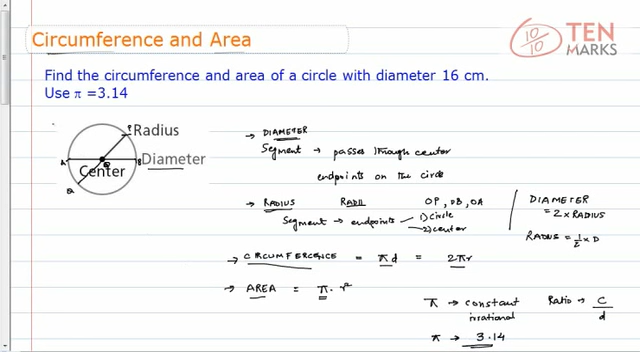 Circumference and Area
10/10
TEN
MARKS
Find the circumference and area of a circle with diameter 16 cm.
Use π =3.14
P
Radius
A
O
B
Diameter
Center
Q
→ DIAMETER
Segment → passes through center
endpoints on the circle
→ RADIUS RADII OP, OB, OA
Segment → endpoints 1) circle
2) center
DIAMETER
= 2 × RADIUS
RADIUS = 1/2 × D
→ CIRCUMFERENCE = πd = 2πr
→ AREA = π · r²
π → constant
irrational
Ratio → C/d
π → 3.14